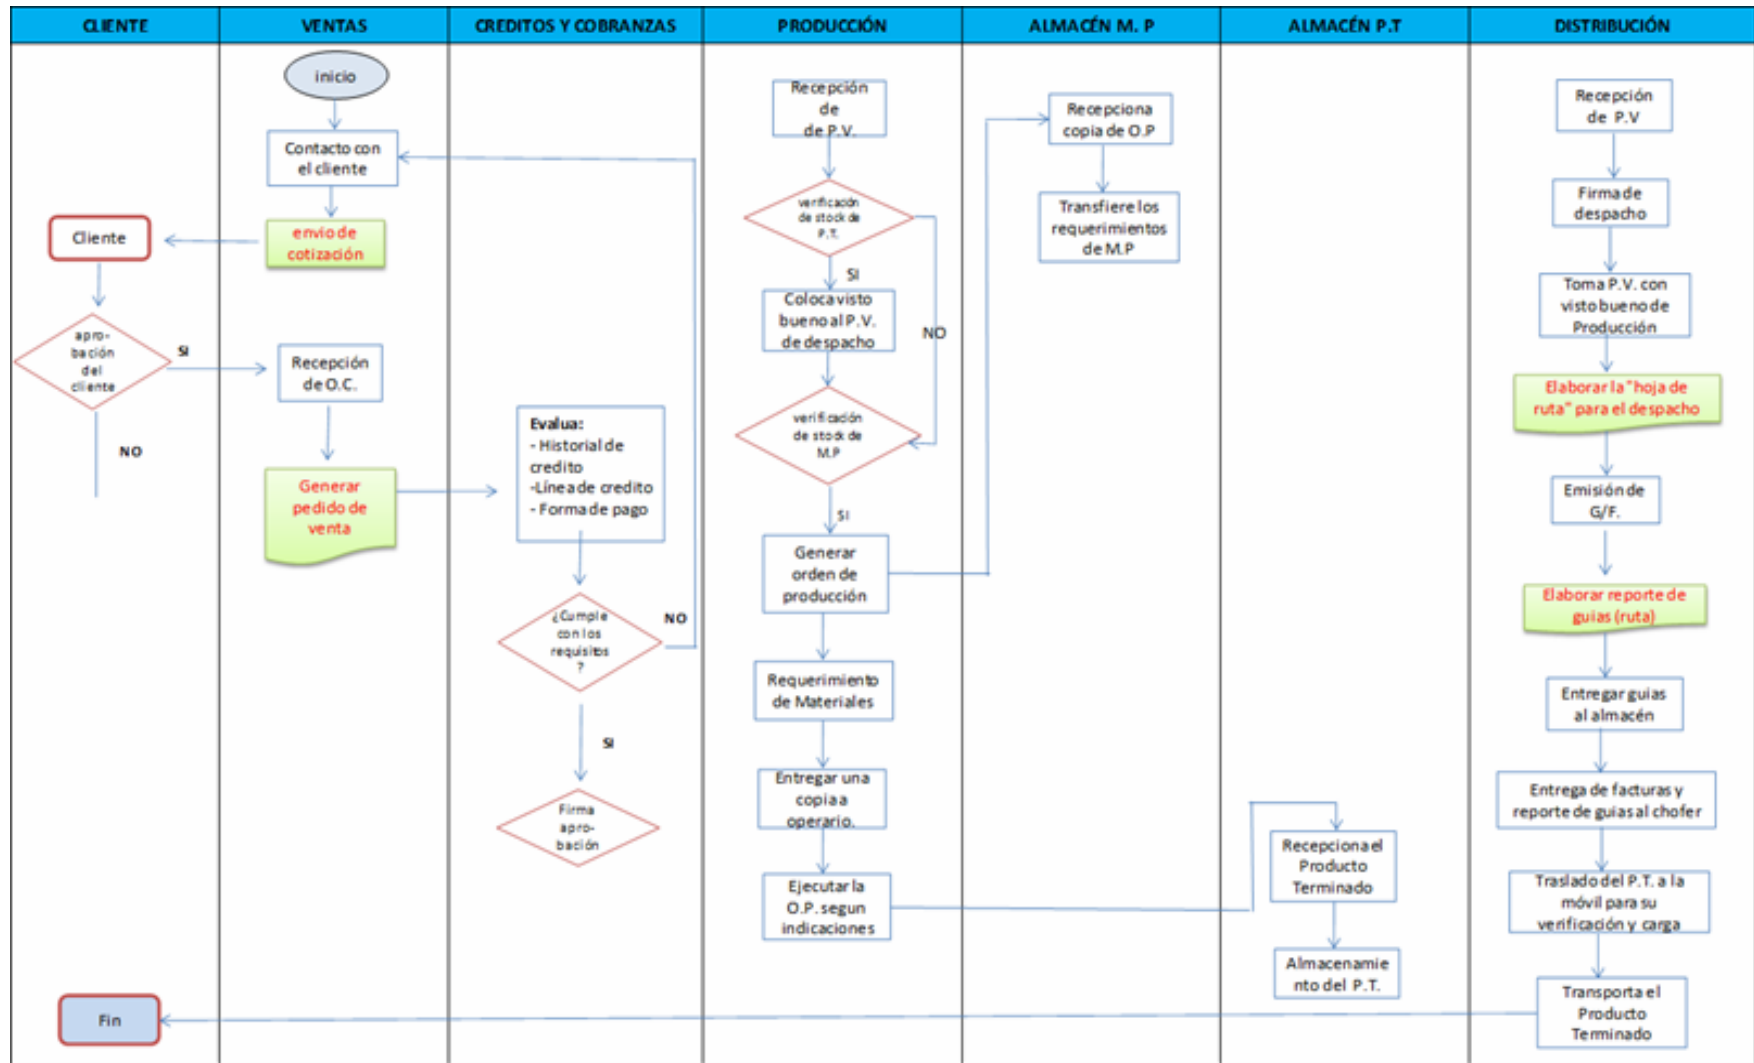 CLIENTE
VENTAS
CREDITOS Y COBRANZAS
PRODUCCIÓN
ALMACÉN M. P
ALMACÉN P.T
DISTRIBUCIÓN
Cliente
apro-
bación
del
cliente
SI
NO
Fin
inicio
Contacto con
el cliente
envio de
cotización
Recepción
de O.C.
Generar
pedido de
venta
Evalua:
- Historial de
credito
-Línea de credito
- Forma de pago
¿Cumple
con los
requisitos
?
NO
SI
Firma
apro-
bación
Recepción
de
de P.V.
verificación
de stock de
P.T.
SI
NO
Coloca visto
bueno al P.V.
de despacho
verificación
de stock de
M.P
SI
Generar
orden de
producción
Requerimiento
de Materiales
Entregar una
copia a
operario.
Ejecutar la
O.P. segun
indicaciones
Recepciona
copia de O.P
Transfiere los
requerimientos
de M.P
Recepciona el
Producto
Terminado
Almacenamie
nto del P.T.
Recepción
de P.V
Firma de
despacho
Toma P.V. con
visto bueno de
Producción
Elaborar la "hoja de
ruta" para el despacho
Emisión de
G/F.
Elaborar reporte de
guias (ruta)
Entregar guias
al almacén
Entrega de facturas y
reporte de guias al chofer
Traslado del P.T. a la
móvil para su
verificación y carga
Transporta el
Producto
Terminado